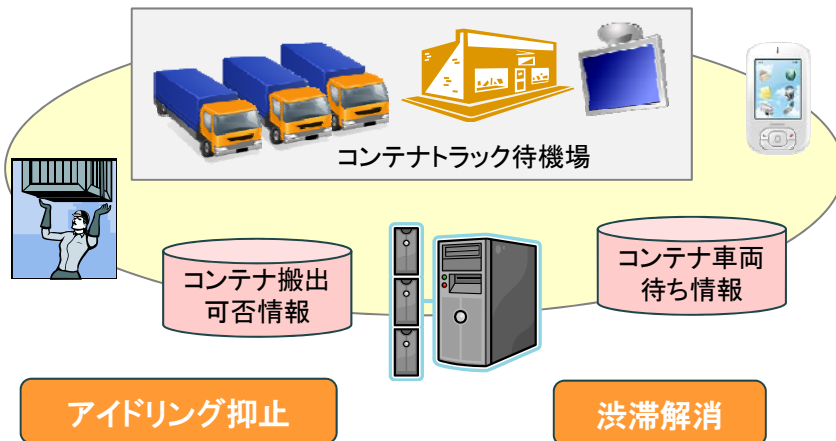 コンテナトラック待機場
コンテナ搬出
可否情報
コンテナ車両
待ち情報
アイドリング抑止
渋滞解消